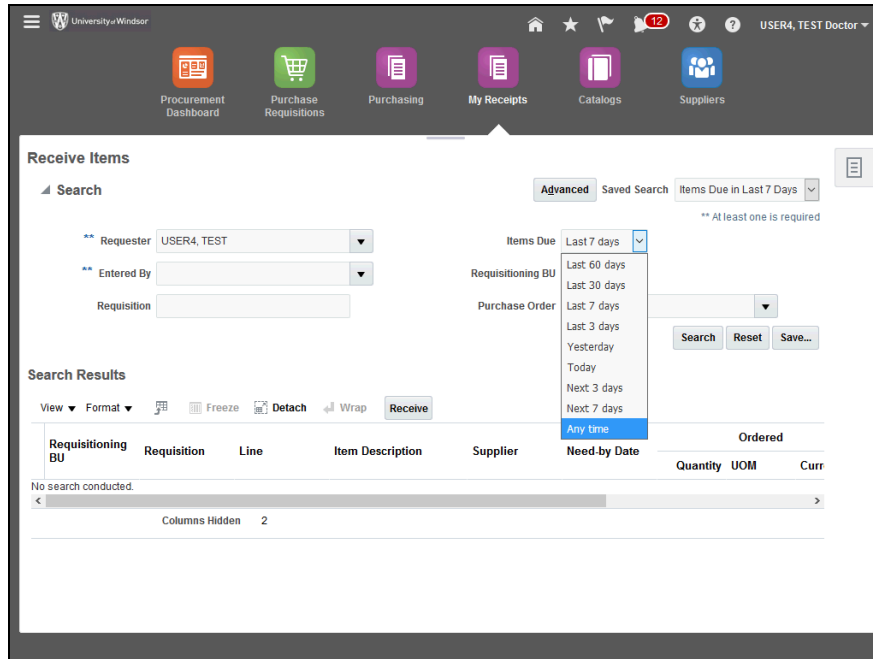 University of Windsor
12
USER4, TEST Doctor
Procurement Dashboard
Purchase Requisitions
Purchasing
My Receipts
Catalogs
Suppliers
Receive Items
Search
Advanced Saved Search Items Due in Last 7 Days
** At least one is required
** Requester USER4, TEST
Items Due Last 7 days
** Entered By
Requisitioning BU
Requisition
Purchase Order
Last 60 days
Last 30 days
Last 7 days
Last 3 days
Yesterday
Today
Next 3 days
Next 7 days
Any time
Search Reset Save...
Search Results
View Format Freeze Detach Wrap Receive
Requisitioning BU Requisition Line Item Description Supplier Need-by Date Ordered
Quantity UOM Curr
No search conducted.
Columns Hidden 2